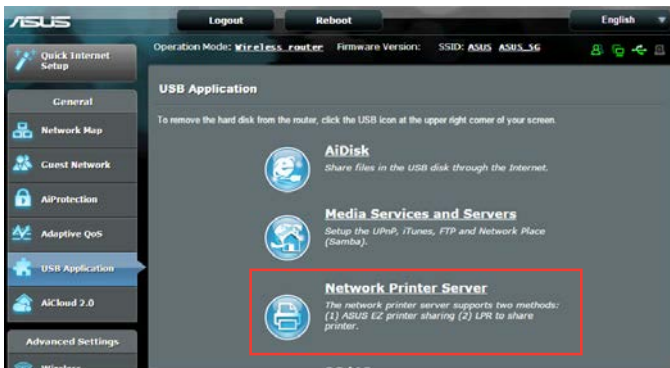 ASUS
Logout
Reboot
English
Quick Internet
Setup
Operation Mode: Wireless router Firmware Version: SSID: ASUS ASUS_5G
General
Network Map
Guest Network
AiProtection
Adaptive QoS
USB Application
AiCloud 2.0
Advanced Settings
Wireless
USB Application
To remove the hard disk from the router, click the USB icon at the upper right corner of your screen.
AiDisk
Share files in the USB disk through the Internet.
Media Services and Servers
Setup the UPnP, iTunes, FTP and Network Place
(Samba).
Network Printer Server
The network printer server supports two methods:
(1) ASUS EZ printer sharing (2) LPR to share
printer.